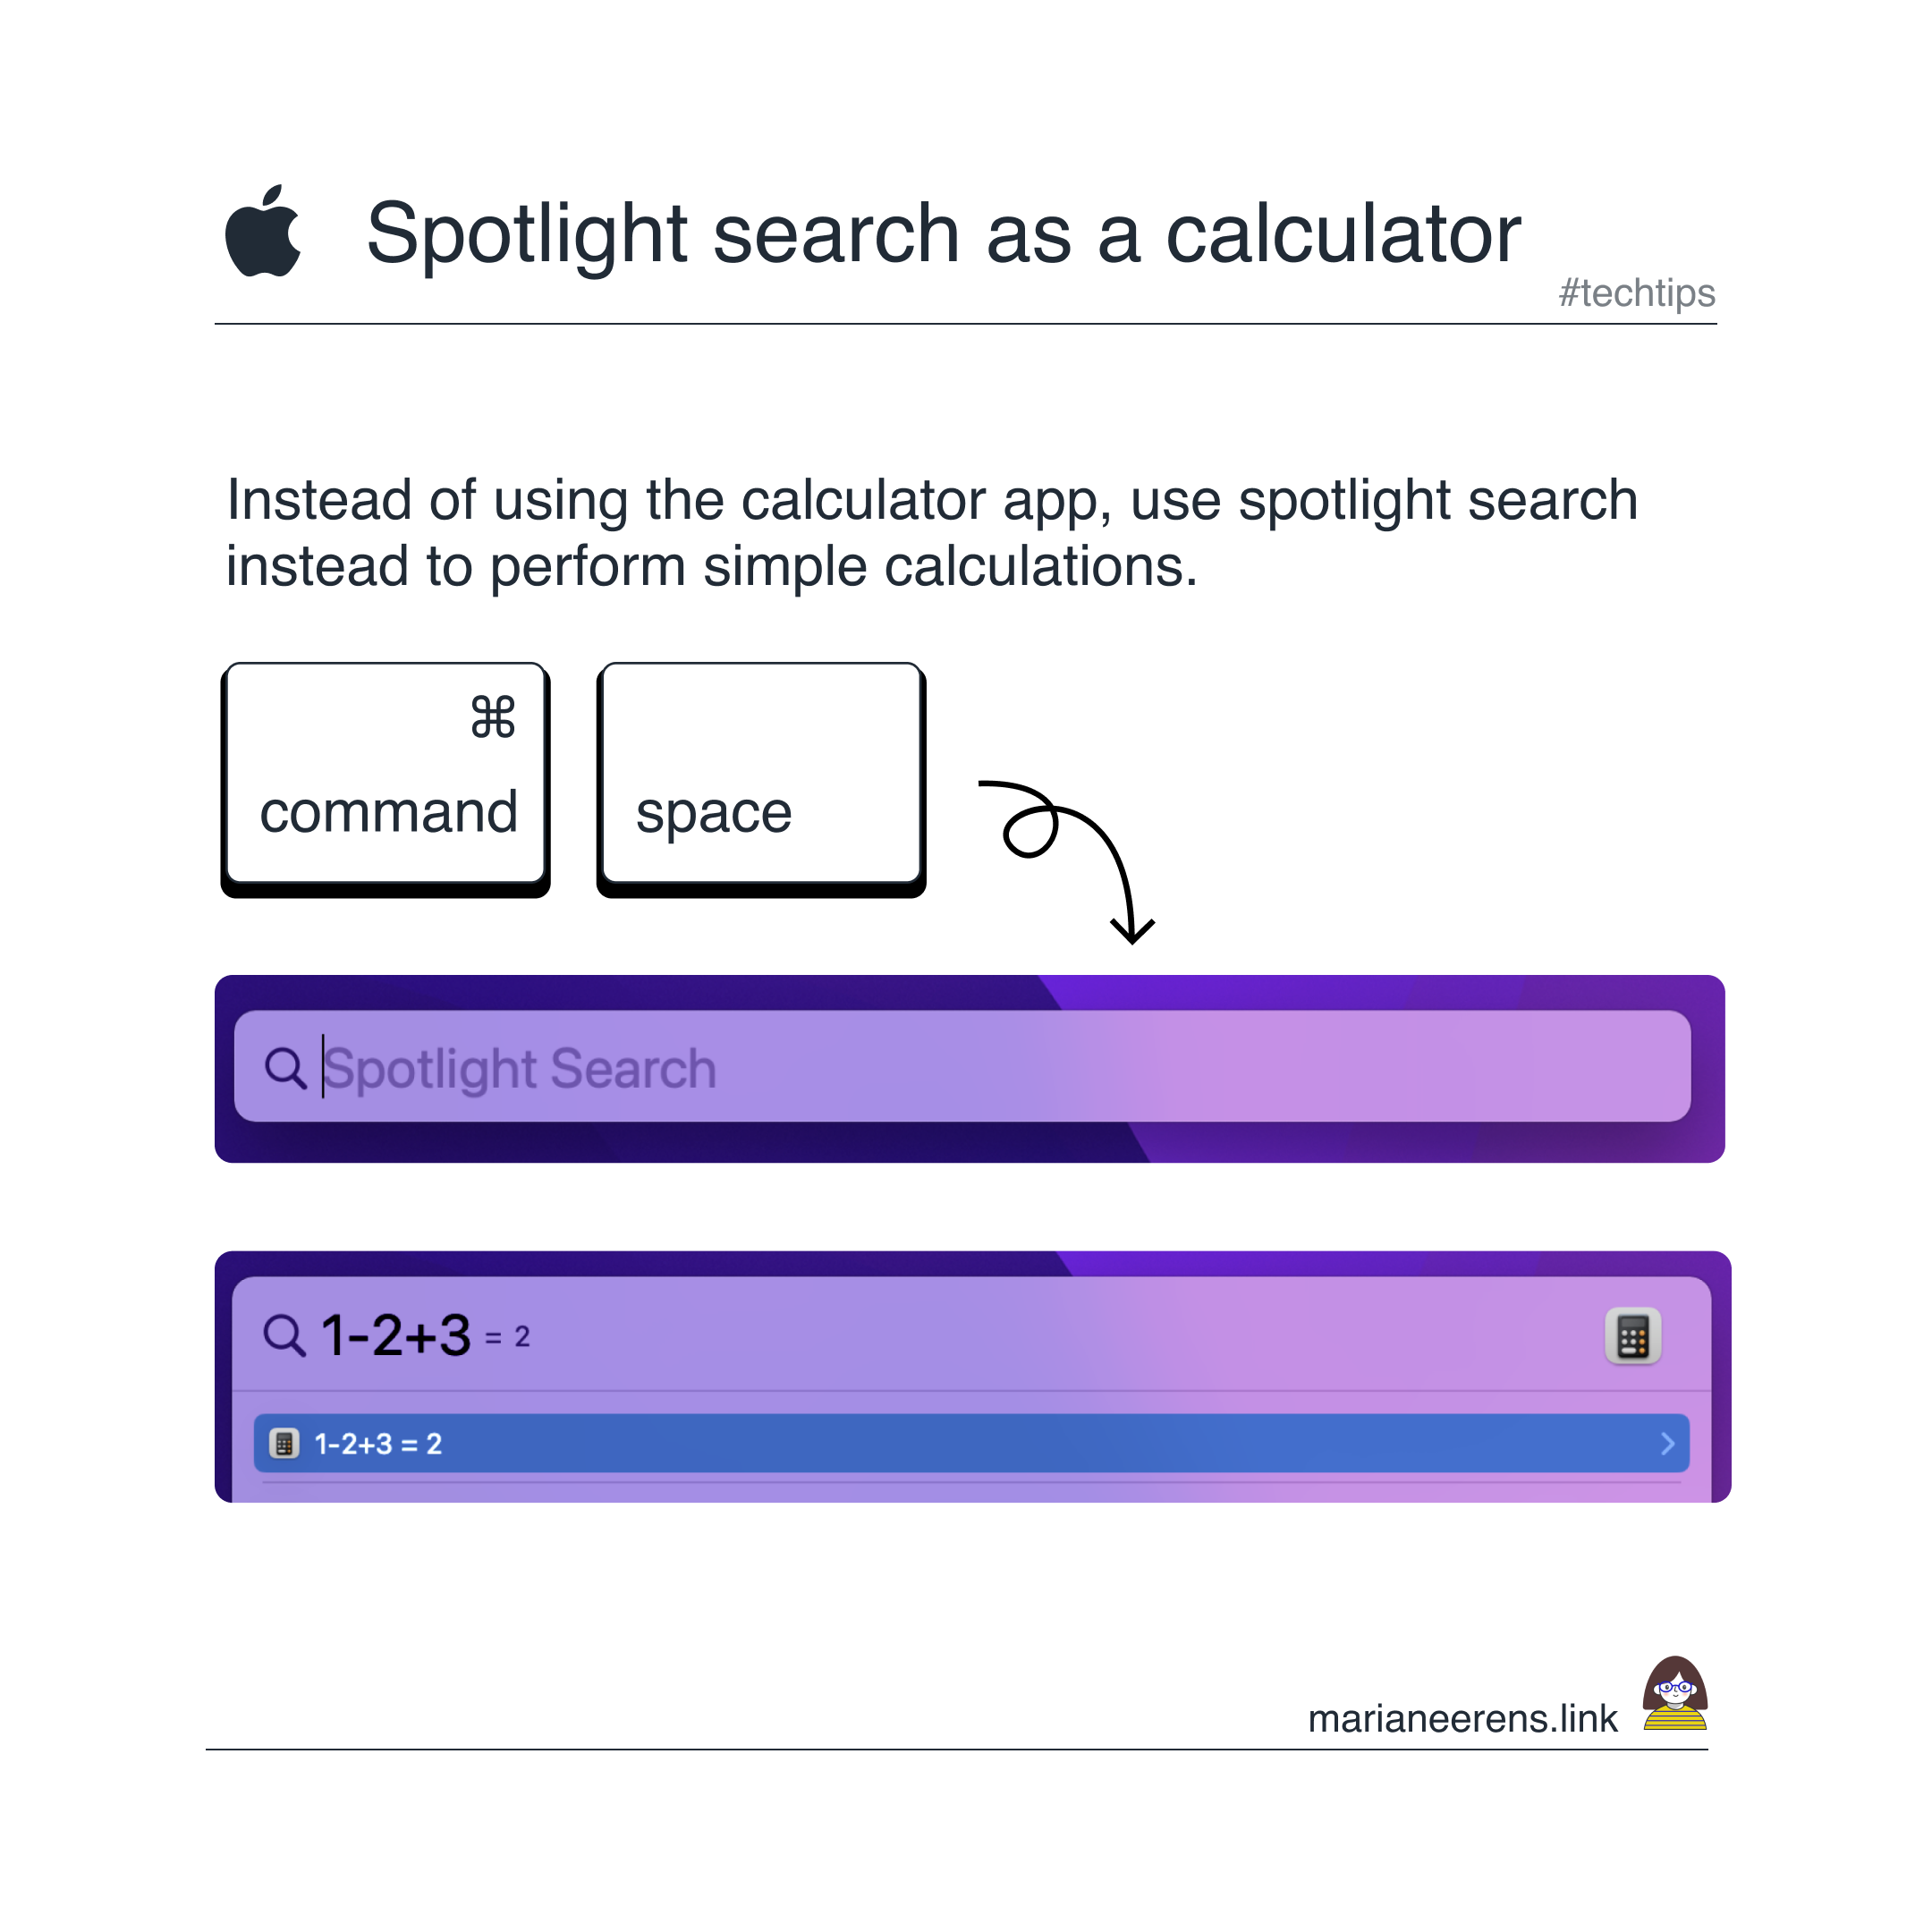 Spotlight search as a calculator
#techtips
Instead of using the calculator app, use spotlight search
instead to perform simple calculations.
⌘
command
space
Spotlight Search
1-2+3 = 2
1-2+3 = 2
marianeerens.link